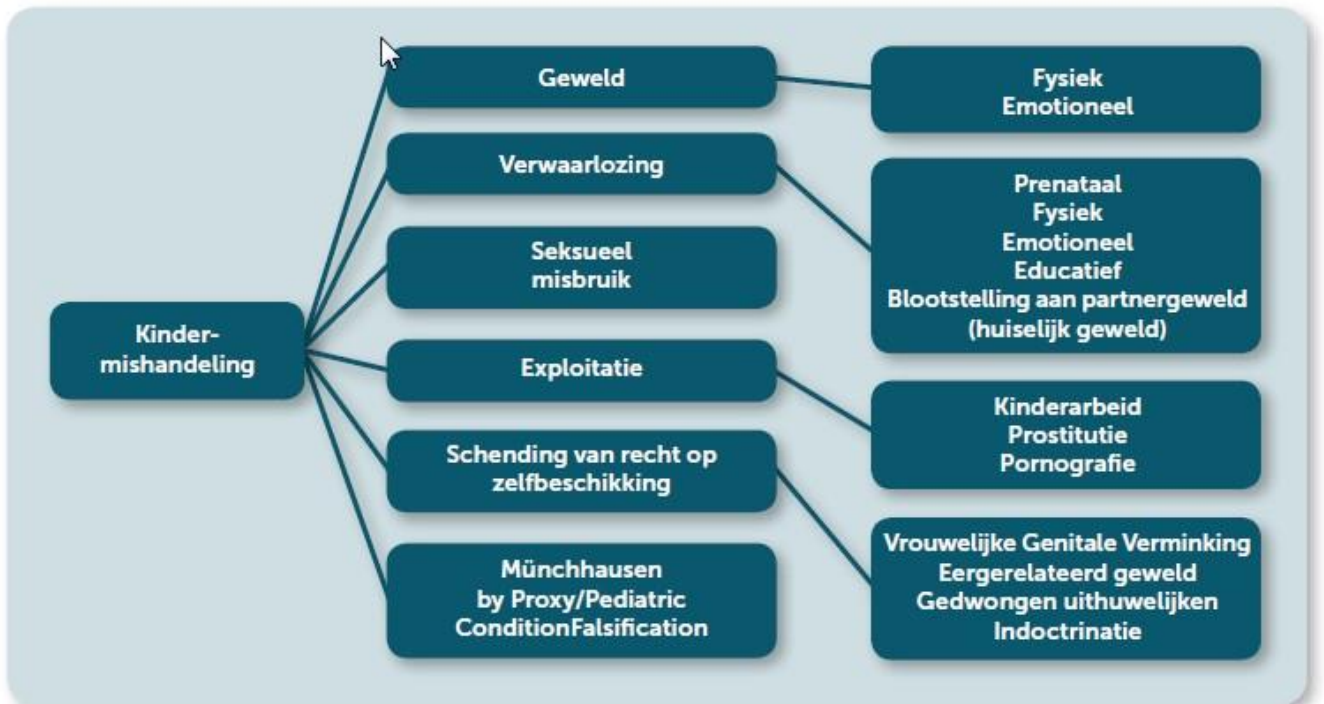 Kinder-
mishandeling
Geweld
Verwaarlozing
Seksueel
misbruik
Exploitatie
Schending van recht op
zelfbeschikking
Münchhausen
by Proxy/Pediatric
ConditionFalsification
Fysiek
Emotioneel
Prenataal
Fysiek
Emotioneel
Educatief
Blootstelling aan partnergeweld
(huiselijk geweld)
Kinderarbeid
Prostitutie
Pornografie
Vrouwelijke Genitale Verminking
Eergerelateerd geweld
Gedwongen uithuwelijken
Indoctrinatie